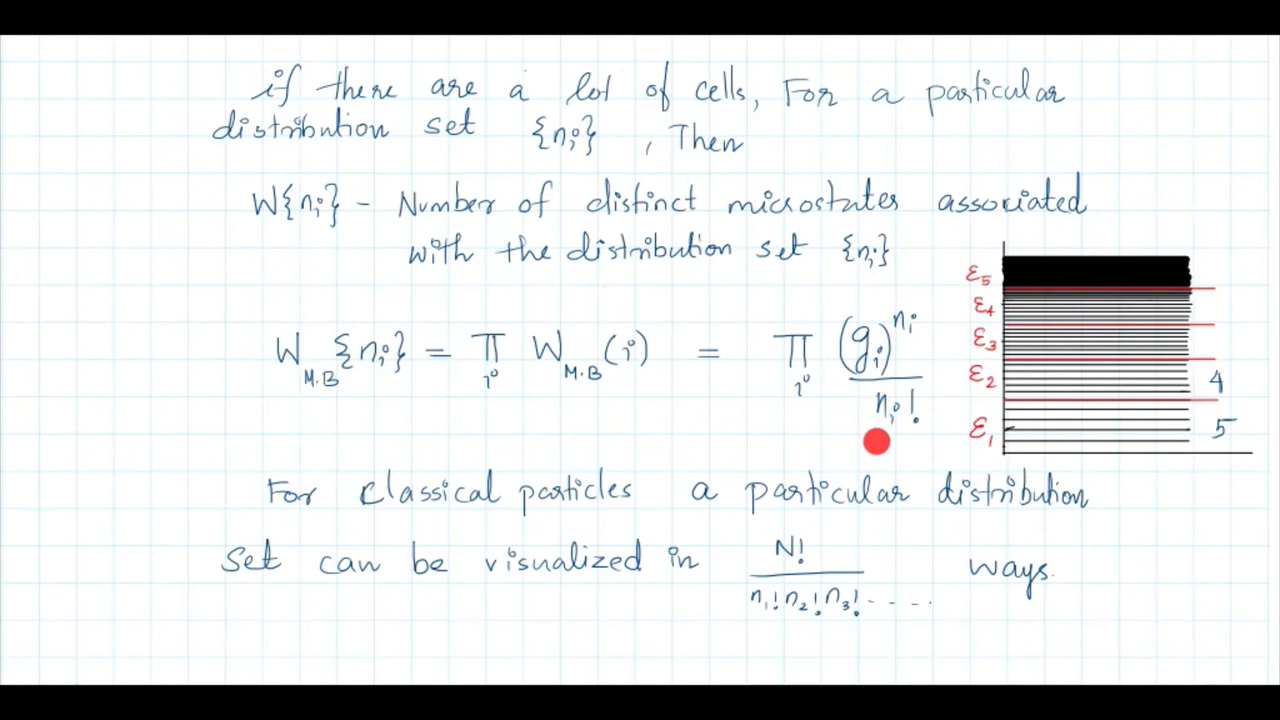 if there are a lot of cells, For a particular
distribution set {nᵢ} , Then
W{nᵢ} - Number of distinct microstates associated
with the distribution set {nᵢ}
W_M.B {nᵢ} = Π_i W_M.B (i) = Π_i (gᵢ)^nᵢ / nᵢ!
ε₅
ε₄
ε₃
ε₂ 4
ε₁ 5
For classical particles a particular distribution
set can be visualized in N! / n₁! n₂! n₃! ..... ways.